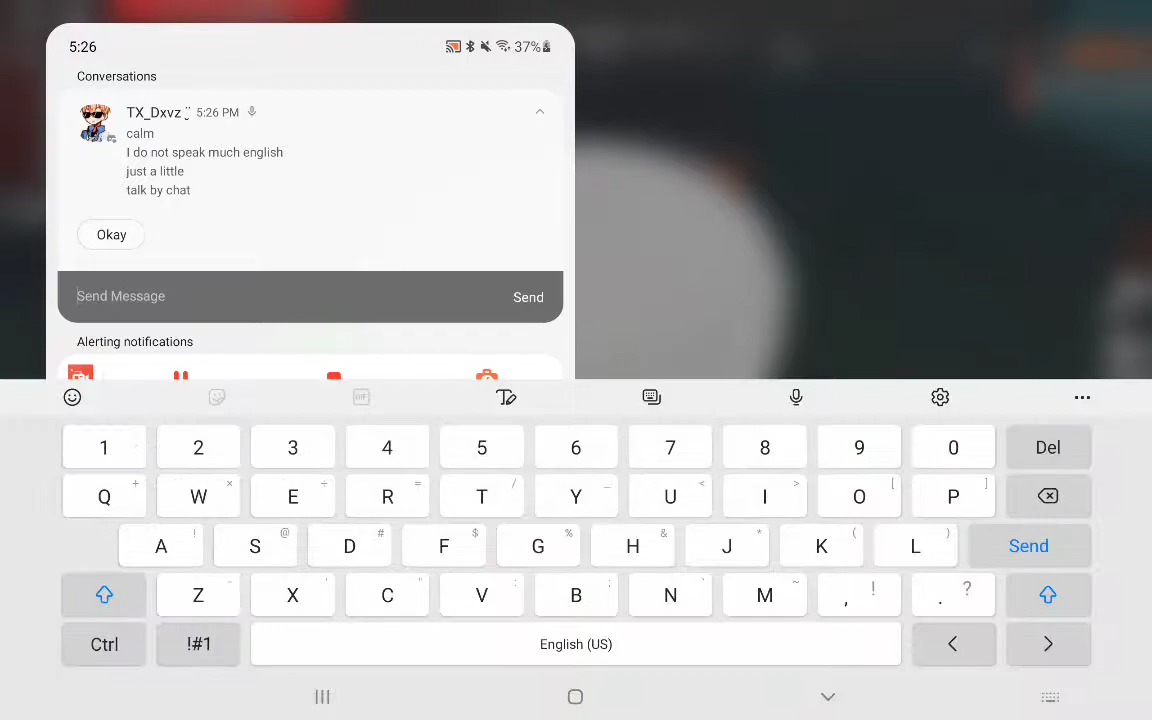 5:26
37%
Conversations
TX_Dxvz 5:26 PM
calm
I do not speak much english
just a little
talk by chat
Okay
Send Message
Send
Alerting notifications
GIF
1 2 3 4 5 6 7 8 9 0 Del
Q + W × E ÷ R = T / Y _ U < I > O [ P ]
A ! S @ D # F $ G % H & J * K ( L ) Send
Z - X ' C " V : B ; N ` M ~ , ! . ?
Ctrl !#1 English (US) < >